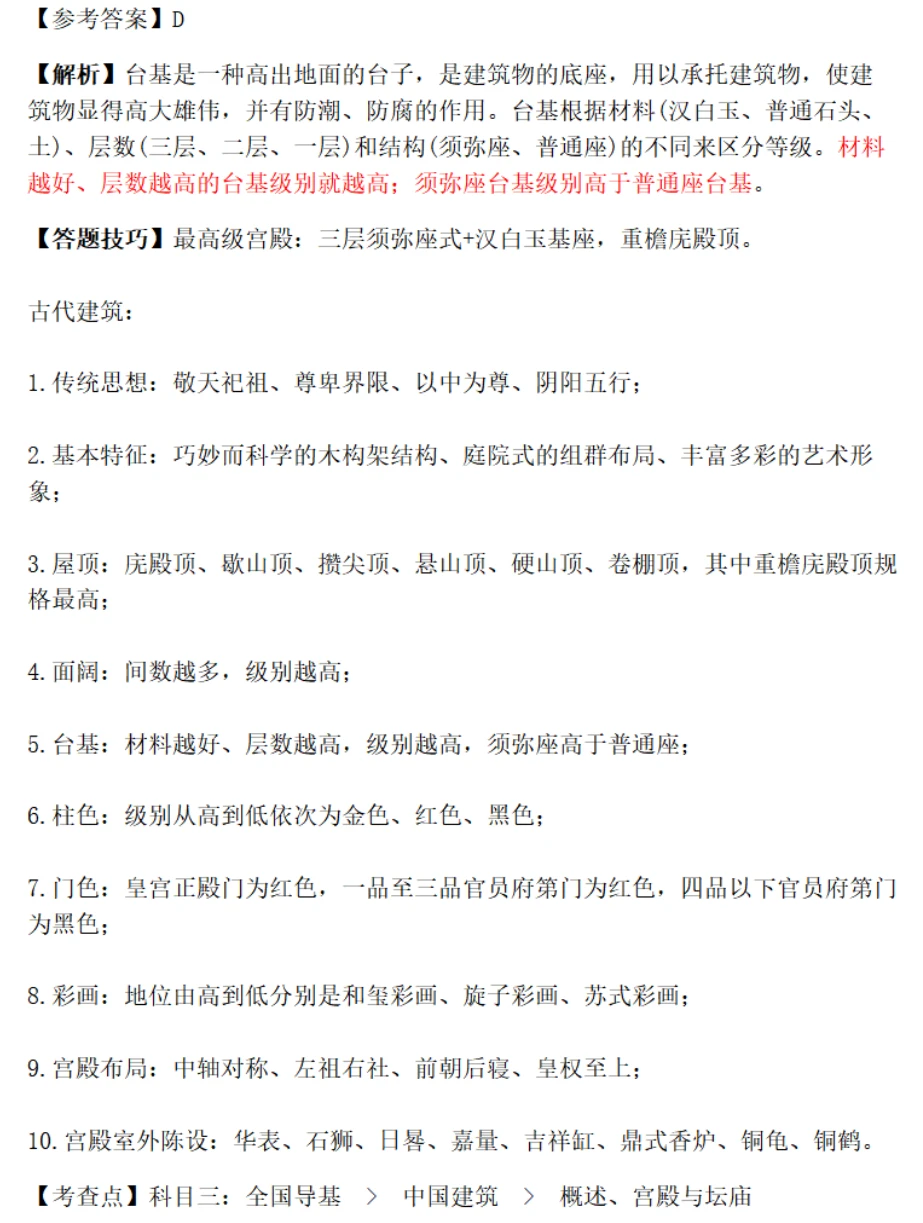 【参考答案】D
【解析】台基是一种高出地面的台子，是建筑物的底座，用以承托建筑物，使建
筑物显得高大雄伟，并有防潮、防腐的作用。台基根据材料(汉白玉、普通石头、
土)、层数(三层、二层、一层)和结构(须弥座、普通座)的不同来区分等级。材料
越好、层数越高的台基级别就越高；须弥座台基级别高于普通座台基。
【答题技巧】最高级宫殿：三层须弥座式+汉白玉基座，重檐庑殿顶。
古代建筑：
1.传统思想：敬天祀祖、尊卑界限、以中为尊、阴阳五行；
2.基本特征：巧妙而科学的木构架结构、庭院式的组群布局、丰富多彩的艺术形
象；
3.屋顶：庑殿顶、歇山顶、攒尖顶、悬山顶、硬山顶、卷棚顶，其中重檐庑殿顶规
格最高；
4.面阔：间数越多，级别越高；
5.台基：材料越好、层数越高，级别越高，须弥座高于普通座；
6.柱色：级别从高到低依次为金色、红色、黑色；
7.门色：皇宫正殿门为红色，一品至三品官员府第门为红色，四品以下官员府第门
为黑色；
8.彩画：地位由高到低分别是和玺彩画、旋子彩画、苏式彩画；
9.宫殿布局：中轴对称、左祖右社、前朝后寝、皇权至上；
10.宫殿室外陈设：华表、石狮、日晷、嘉量、吉祥缸、鼎式香炉、铜龟、铜鹤。
【考查点】科目三：全国导基 > 中国建筑 > 概述、宫殿与坛庙